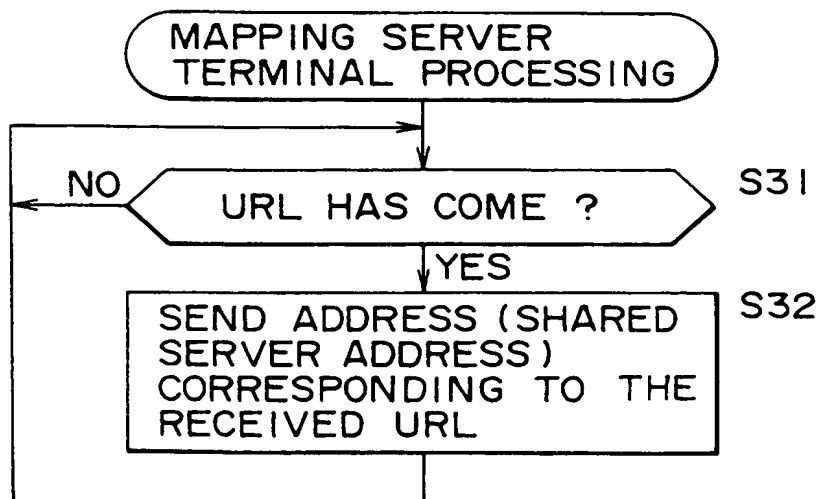 MAPPING SERVER
TERMINAL PROCESSING
NO
URL HAS COME ?
S31
YES
SEND ADDRESS (SHARED
SERVER ADDRESS)
CORRESPONDING TO THE
RECEIVED URL
S32